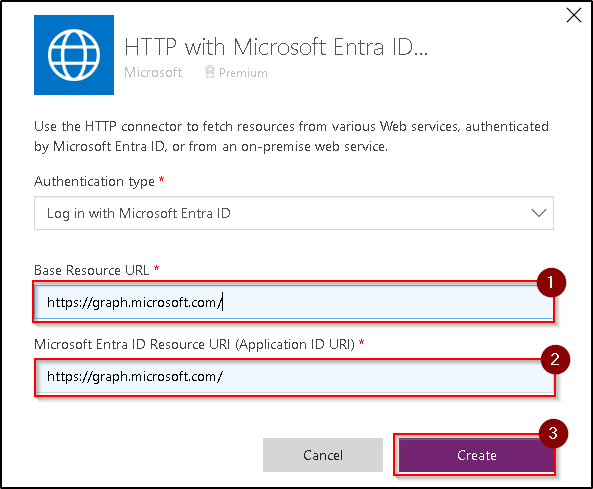 HTTP with Microsoft Entra ID...
Microsoft Premium
Use the HTTP connector to fetch resources from various Web services, authenticated
by Microsoft Entra ID, or from an on-premise web service.
Authentication type *
Log in with Microsoft Entra ID
Base Resource URL *
1
https://graph.microsoft.com/
Microsoft Entra ID Resource URI (Application ID URI) *
2
https://graph.microsoft.com/
3
Cancel Create